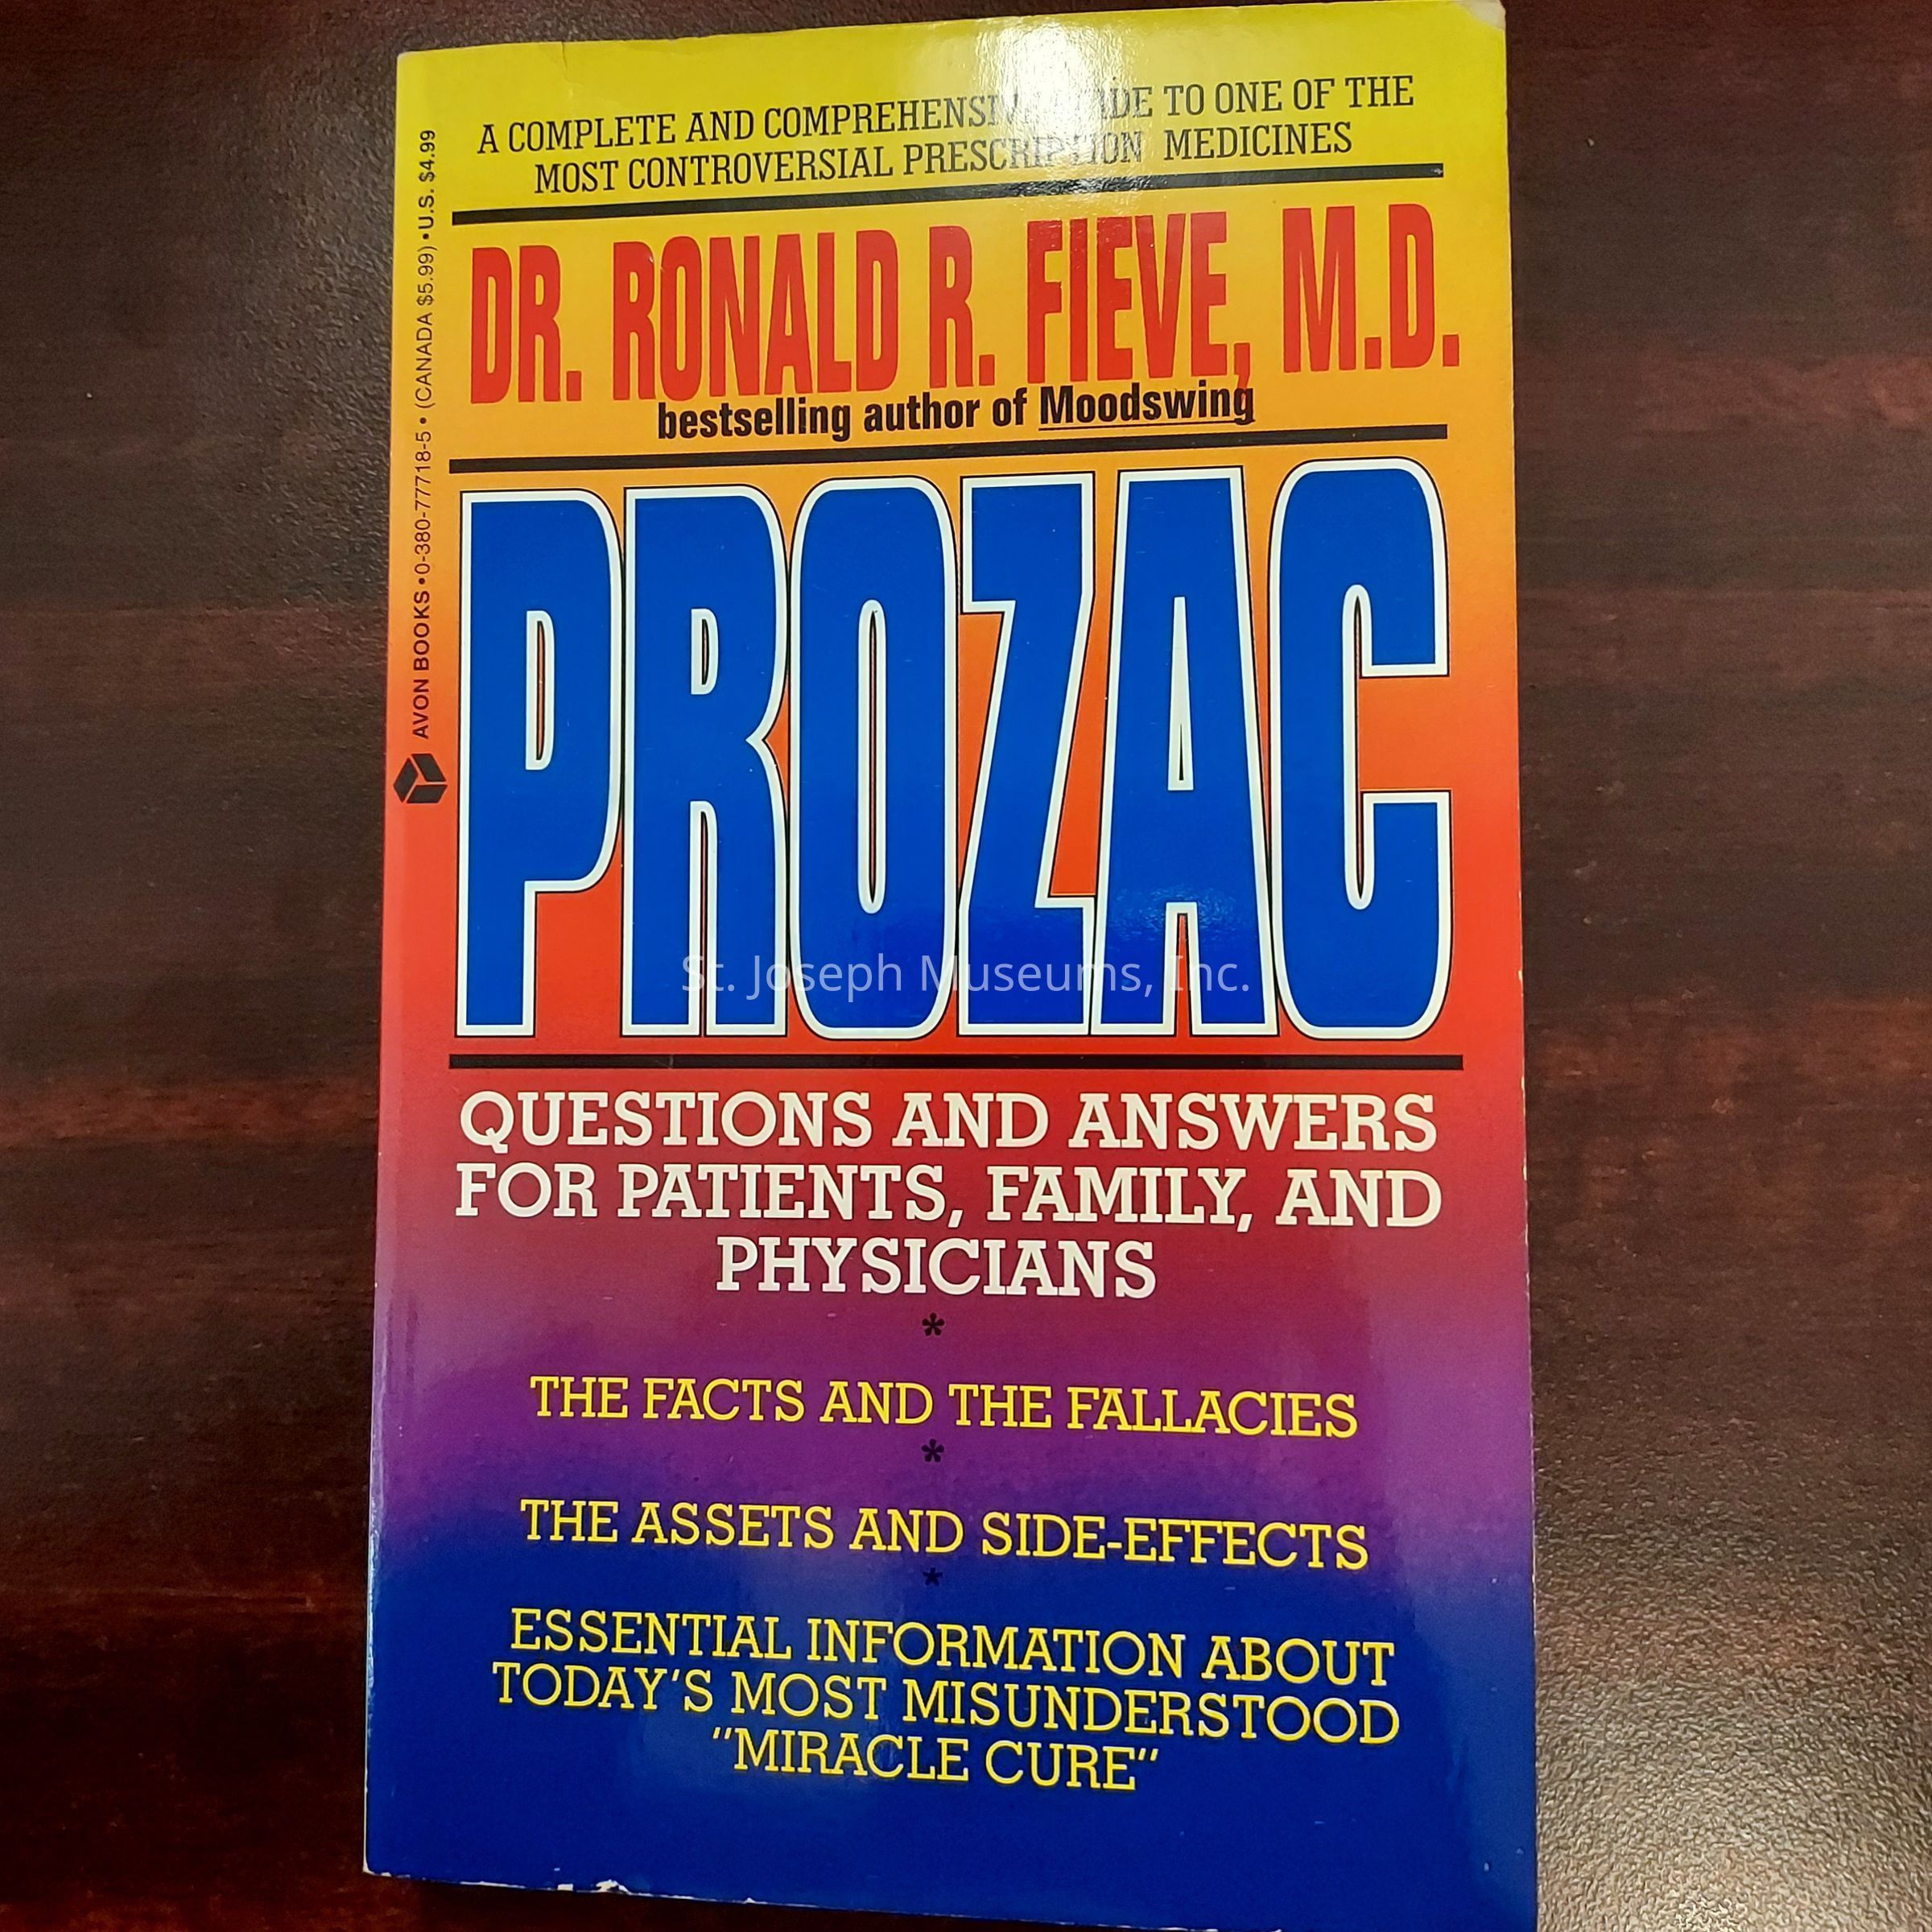 A COMPLETE AND COMPREHENSIVE GUIDE TO ONE OF THE
MOST CONTROVERSIAL PRESCRIPTION MEDICINES
DR. RONALD R. FIEVE, M.D.
bestselling author of Moodswing
PROZAC
St. Joseph Museums, Inc.
QUESTIONS AND ANSWERS
FOR PATIENTS, FAMILY, AND
PHYSICIANS
*
THE FACTS AND THE FALLACIES
*
THE ASSETS AND SIDE-EFFECTS
*
ESSENTIAL INFORMATION ABOUT
TODAY'S MOST MISUNDERSTOOD
"MIRACLE CURE"
AVON BOOKS • 0-380-77718-5 • (CANADA $5.99) • U.S. $4.99